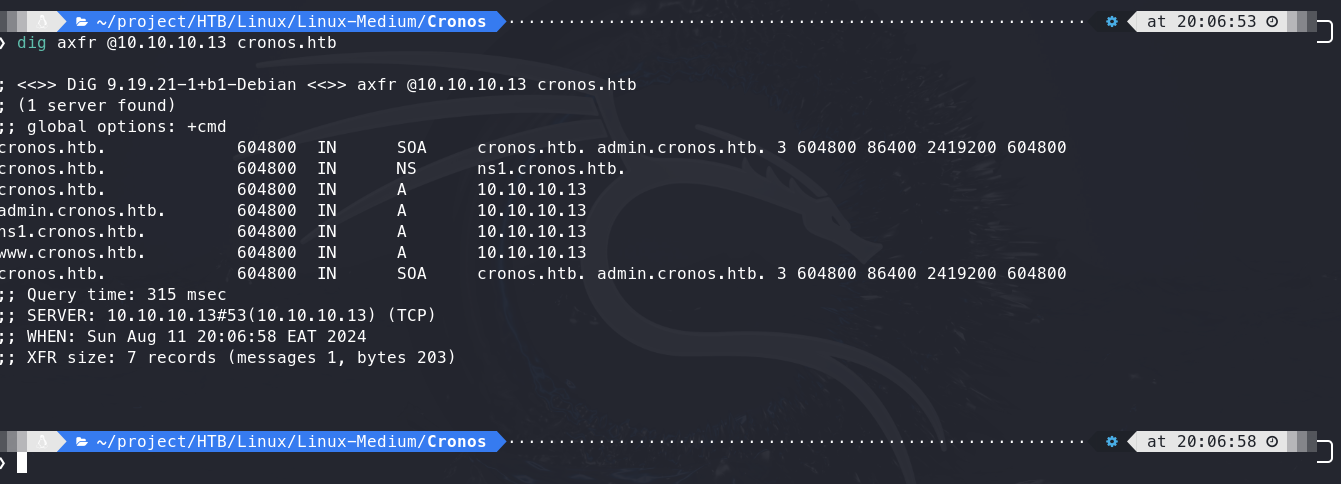 ~/project/HTB/Linux/Linux-Medium/Cronos at 20:06:53
❯ dig axfr @10.10.10.13 cronos.htb
; <<>> DiG 9.19.21-1+b1-Debian <<>> axfr @10.10.10.13 cronos.htb
; (1 server found)
;; global options: +cmd
cronos.htb. 604800 IN SOA cronos.htb. admin.cronos.htb. 3 604800 86400 2419200 604800
cronos.htb. 604800 IN NS ns1.cronos.htb.
cronos.htb. 604800 IN A 10.10.10.13
admin.cronos.htb. 604800 IN A 10.10.10.13
ns1.cronos.htb. 604800 IN A 10.10.10.13
www.cronos.htb. 604800 IN A 10.10.10.13
cronos.htb. 604800 IN SOA cronos.htb. admin.cronos.htb. 3 604800 86400 2419200 604800
;; Query time: 315 msec
;; SERVER: 10.10.10.13#53(10.10.10.13) (TCP)
;; WHEN: Sun Aug 11 20:06:58 EAT 2024
;; XFR size: 7 records (messages 1, bytes 203)
~/project/HTB/Linux/Linux-Medium/Cronos at 20:06:58
❯